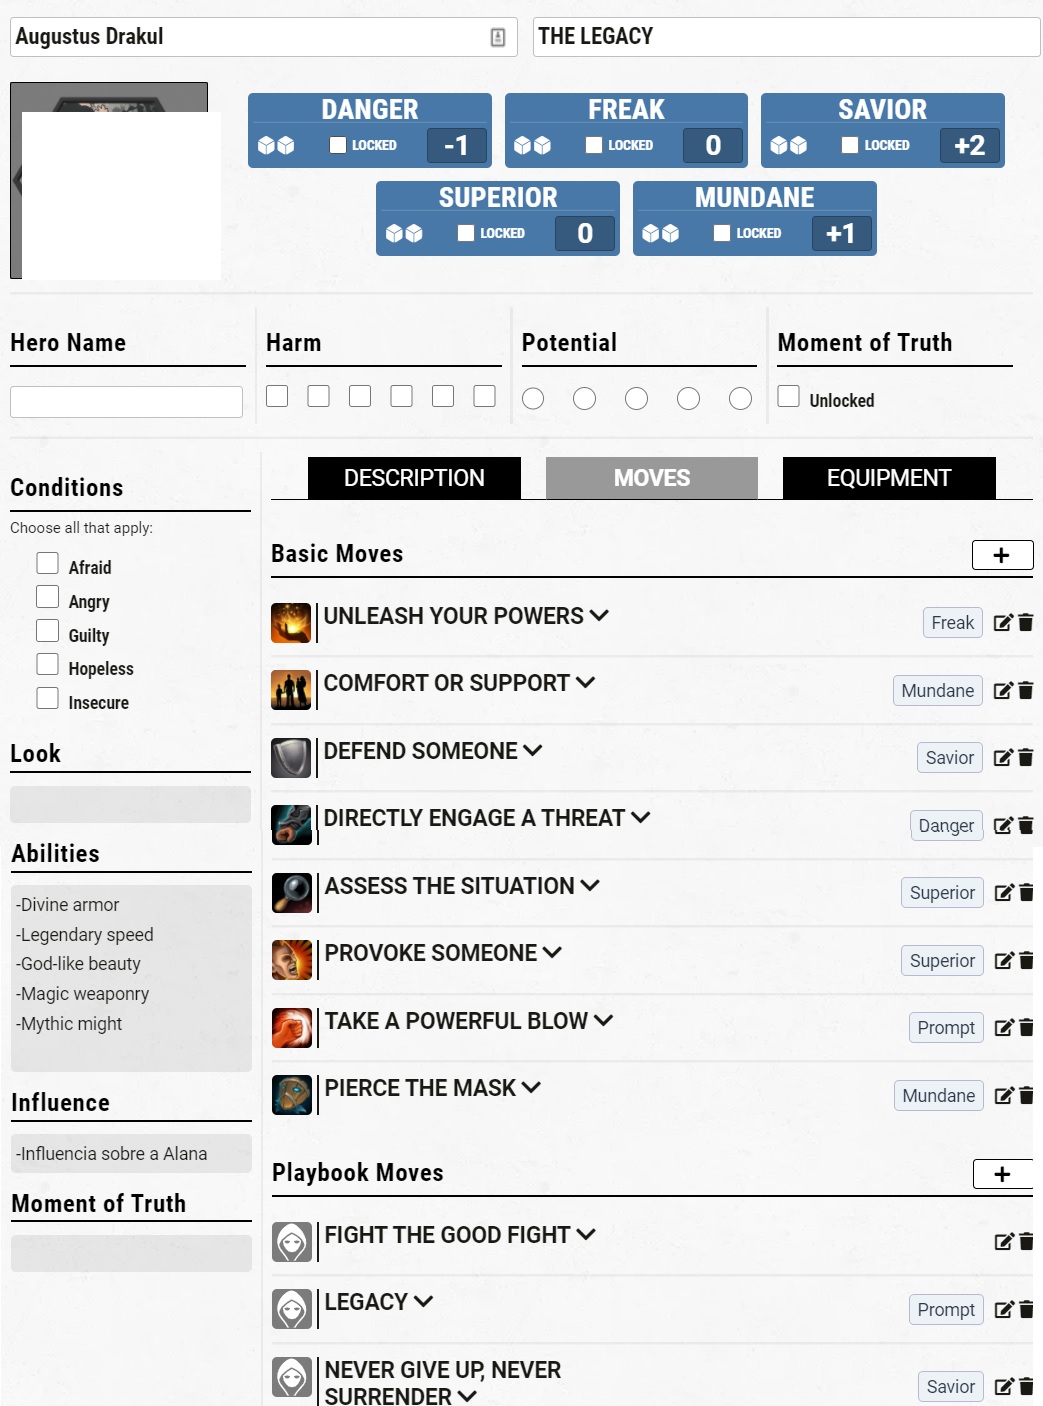 Augustus Drakul
THE LEGACY
DANGER
LOCKED
-1
FREAK
LOCKED
0
SAVIOR
LOCKED
+2
SUPERIOR
LOCKED
0
MUNDANE
LOCKED
+1
Hero Name
Harm
Potential
Moment of Truth
Unlocked
Conditions
Choose all that apply:
Afraid
Angry
Guilty
Hopeless
Insecure
Look
Abilities
-Divine armor
-Legendary speed
-God-like beauty
-Magic weaponry
-Mythic might
Influence
-Influencia sobre a Alana
Moment of Truth
DESCRIPTION
MOVES
EQUIPMENT
Basic Moves
+
UNLEASH YOUR POWERS
Freak
COMFORT OR SUPPORT
Mundane
DEFEND SOMEONE
Savior
DIRECTLY ENGAGE A THREAT
Danger
ASSESS THE SITUATION
Superior
PROVOKE SOMEONE
Superior
TAKE A POWERFUL BLOW
Prompt
PIERCE THE MASK
Mundane
Playbook Moves
+
FIGHT THE GOOD FIGHT
LEGACY
Prompt
NEVER GIVE UP, NEVER
SURRENDER
Savior